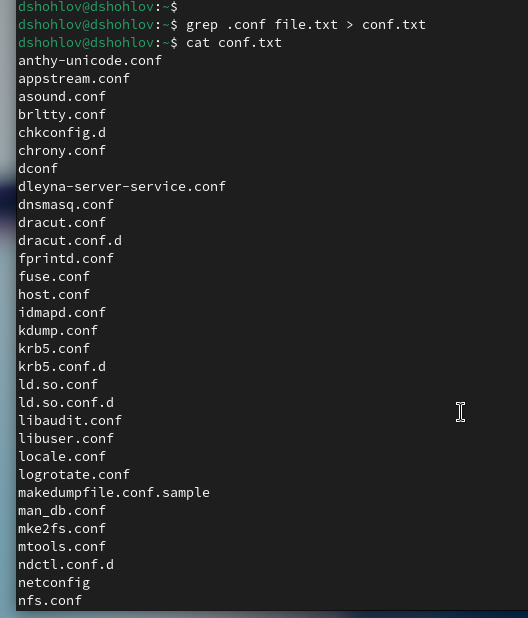 dshohlov@dshohlov:~$
dshohlov@dshohlov:~$ grep .conf file.txt > conf.txt
dshohlov@dshohlov:~$ cat conf.txt
anthy-unicode.conf
appstream.conf
asound.conf
brltty.conf
chkconfig.d
chrony.conf
dconf
dleyna-server-service.conf
dnsmasq.conf
dracut.conf
dracut.conf.d
fprintd.conf
fuse.conf
host.conf
idmapd.conf
kdump.conf
krb5.conf
krb5.conf.d
ld.so.conf
ld.so.conf.d
libaudit.conf
libuser.conf
locale.conf
logrotate.conf
makedumpfile.conf.sample
man_db.conf
mke2fs.conf
mtools.conf
ndctl.conf.d
netconfig
nfs.conf